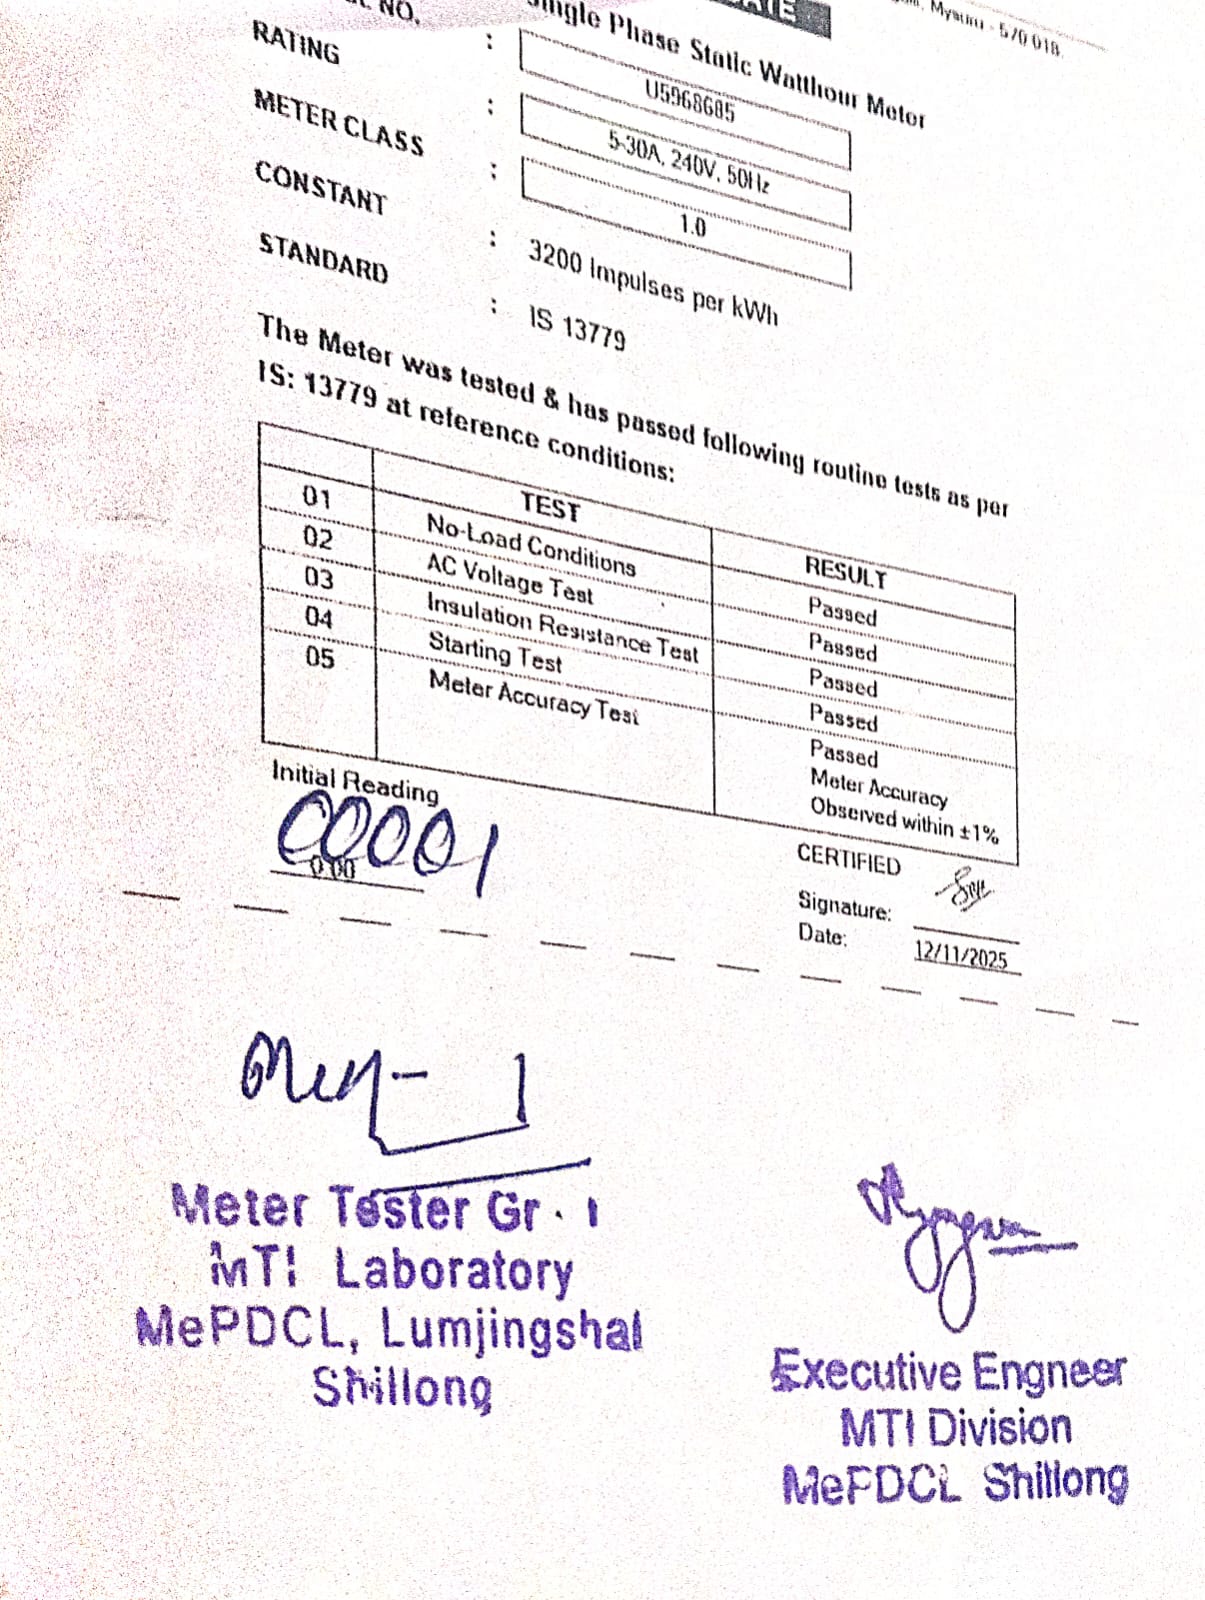 Mysuru - 570 018.
Single Phase Static Watthour Meter
NO. : U5968685
RATING : 5-30A, 240V, 50Hz
METER CLASS : 1.0
CONSTANT : 3200 Impulses per kWh
STANDARD : IS 13779
The Meter was tested & has passed following routine tests as per
IS: 13779 at reference conditions:
TEST RESULT
01 No-Load Conditions Passed
02 AC Voltage Test Passed
03 Insulation Resistance Test Passed
04 Starting Test Passed
05 Meter Accuracy Test Passed
Meter Accuracy
Observed within ±1%
Initial Reading
00001
0.00
CERTIFIED
Signature:
Date: 12/11/2025
Meter Tester Gr. I
MTI Laboratory
MePDCL, Lumjingshai
Shillong
Executive Engneer
MTI Division
MePDCL Shillong